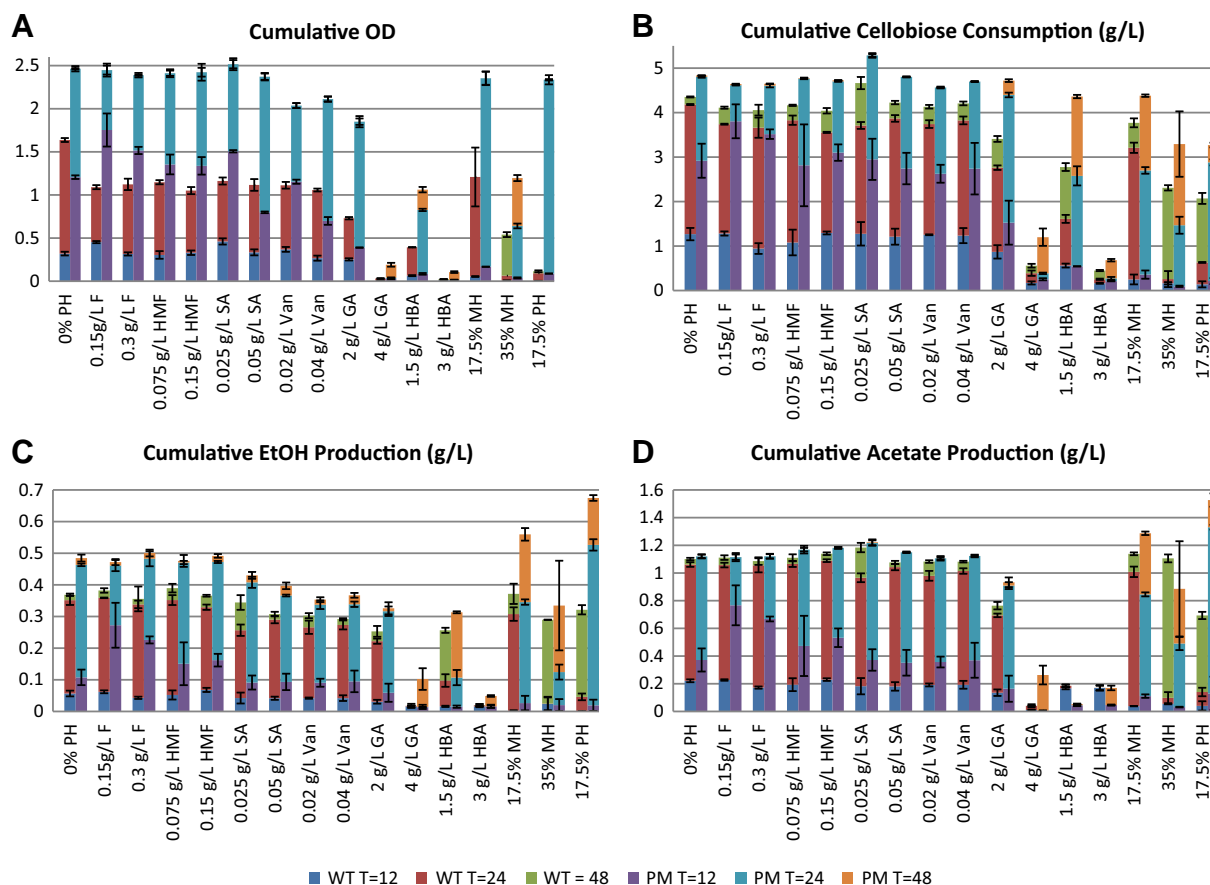 A
Cumulative OD
2.5
2
1.5
1
0.5
0
0% PH
0.15g/L F
0.3 g/L F
0.075 g/L HMF
0.15 g/L HMF
0.025 g/L SA
0.05 g/L SA
0.02 g/L Van
0.04 g/L Van
2 g/L GA
4 g/L GA
1.5 g/L HBA
3 g/L HBA
17.5% MH
35% MH
17.5% PH
B
Cumulative Cellobiose Consumption (g/L)
5
4
3
2
1
0
0% PH
0.15g/L F
0.3 g/L F
0.075 g/L HMF
0.15 g/L HMF
0.025 g/L SA
0.05 g/L SA
0.02 g/L Van
0.04 g/L Van
2 g/L GA
4 g/L GA
1.5 g/L HBA
3 g/L HBA
17.5% MH
35% MH
17.5% PH
C
Cumulative EtOH Production (g/L)
0.7
0.6
0.5
0.4
0.3
0.2
0.1
0
0% PH
0.15g/L F
0.3 g/L F
0.075 g/L HMF
0.15 g/L HMF
0.025 g/L SA
0.05 g/L SA
0.02 g/L Van
0.04 g/L Van
2 g/L GA
4 g/L GA
1.5 g/L HBA
3 g/L HBA
17.5% MH
35% MH
17.5% PH
D
Cumulative Acetate Production (g/L)
1.6
1.4
1.2
1
0.8
0.6
0.4
0.2
0
0% PH
0.15g/L F
0.3 g/L F
0.075 g/L HMF
0.15 g/L HMF
0.025 g/L SA
0.05 g/L SA
0.02 g/L Van
0.04 g/L Van
2 g/L GA
4 g/L GA
1.5 g/L HBA
3 g/L HBA
17.5% MH
35% MH
17.5% PH
WT T=12 WT T=24 WT = 48 PM T=12 PM T=24 PM T=48